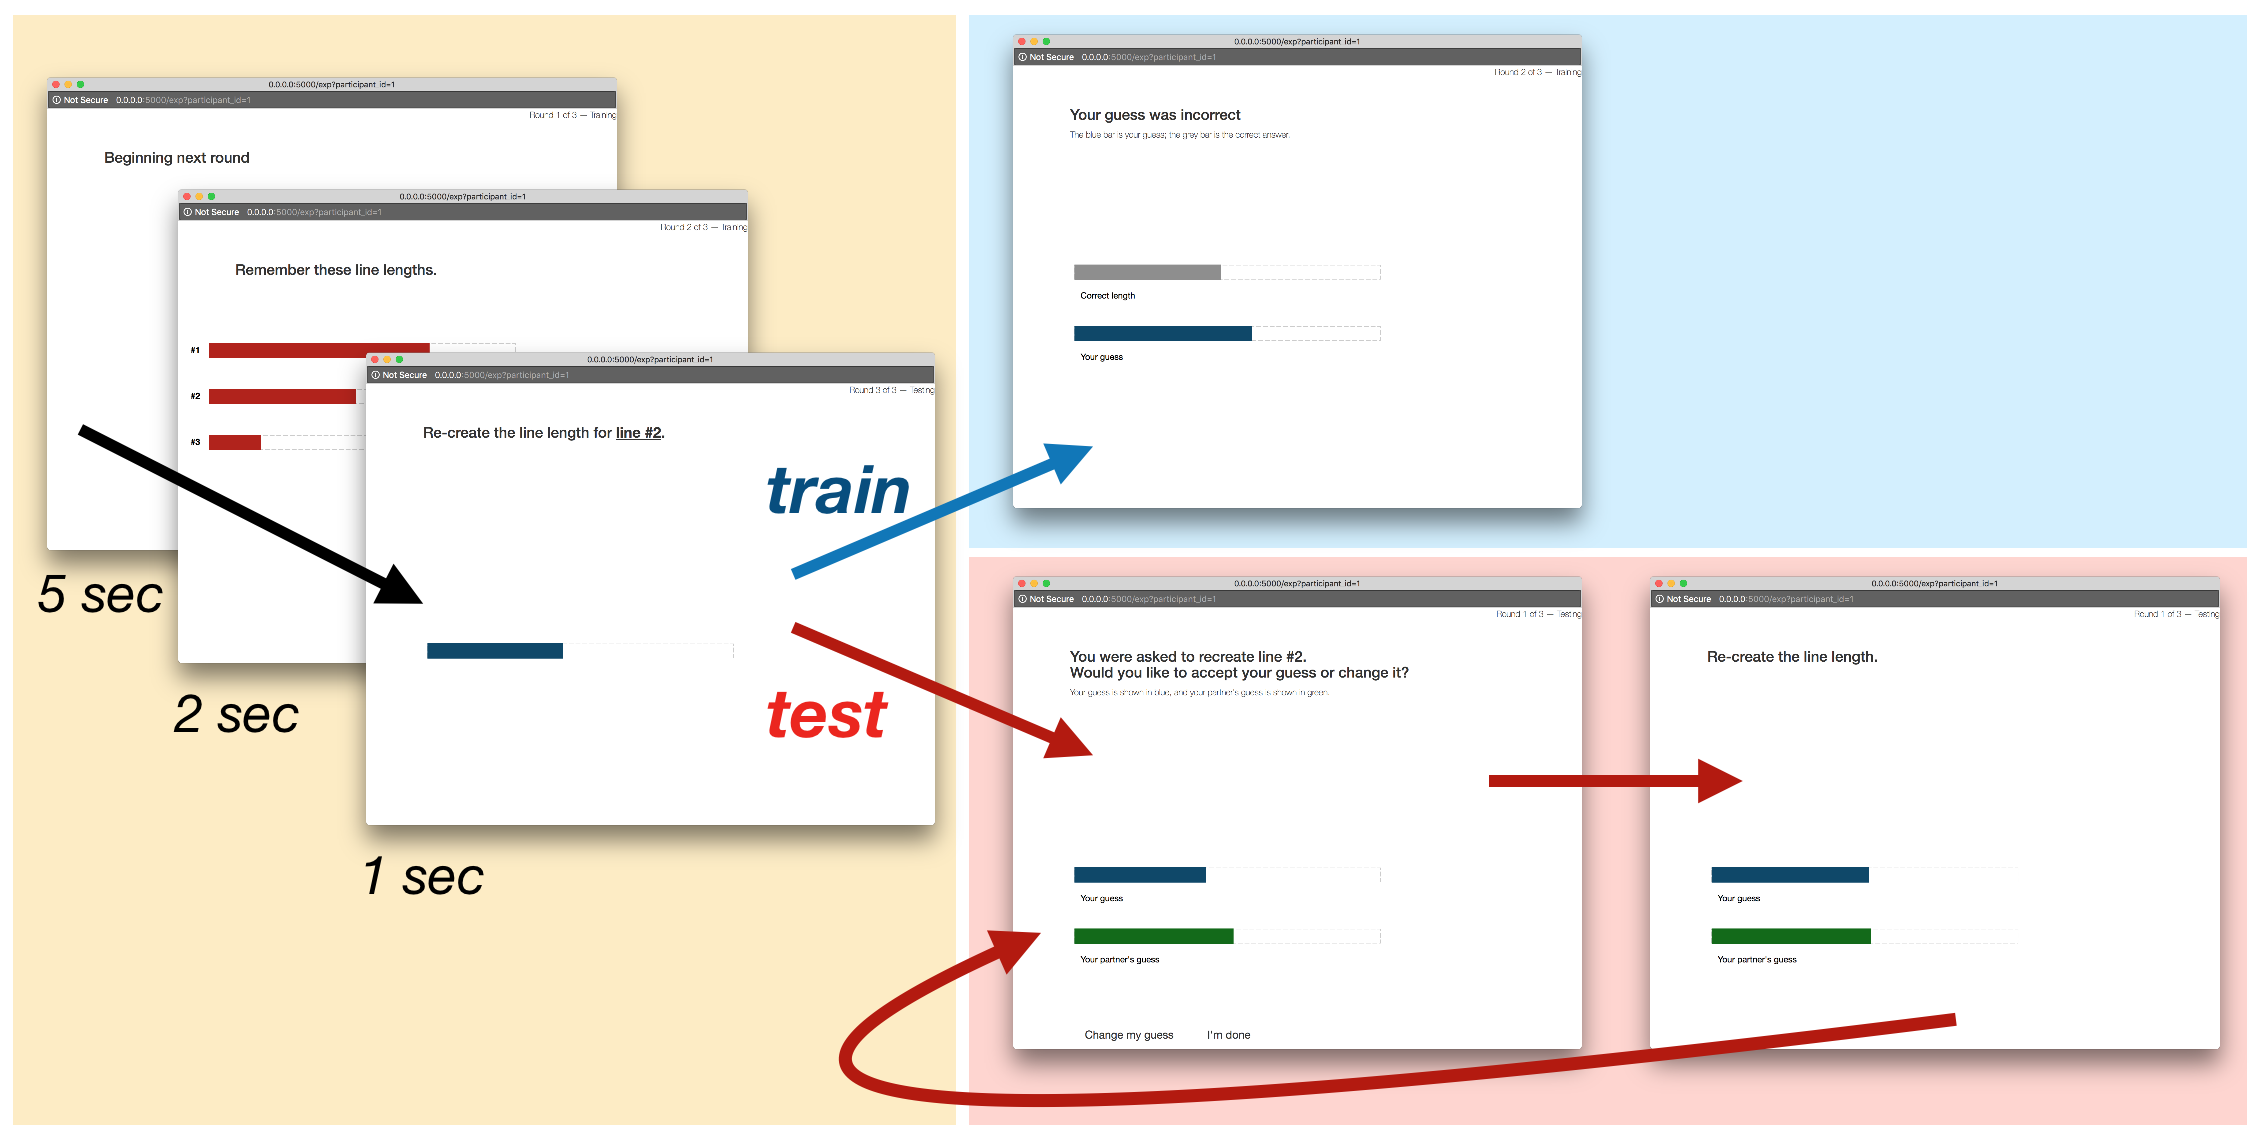 0.0.0.0:5000/exp?participant_id=1
Not Secure 0.0.0.0:5000/exp?participant_id=1
Round 1 of 3 — Training
Beginning next round
5 sec
0.0.0.0:5000/exp?participant_id=1
Not Secure 0.0.0.0:5000/exp?participant_id=1
Round 2 of 3 — Training
Remember these line lengths.
#1
#2
#3
2 sec
0.0.0.0:5000/exp?participant_id=1
Not Secure 0.0.0.0:5000/exp?participant_id=1
Round 3 of 3 — Testing
Re-create the line length for line #2.
1 sec
train
test
0.0.0.0:5000/exp?participant_id=1
Not Secure 0.0.0.0:5000/exp?participant_id=1
Round 2 of 3 — Training
Your guess was incorrect
The blue bar is your guess; the grey bar is the correct answer.
Correct length
Your guess
0.0.0.0:5000/exp?participant_id=1
Not Secure 0.0.0.0:5000/exp?participant_id=1
Round 1 of 3 — Testing
You were asked to recreate line #2.
Would you like to accept your guess or change it?
Your guess is shown in blue, and your partner's guess is shown in green.
Your guess
Your partner's guess
Change my guess I'm done
0.0.0.0:5000/exp?participant_id=1
Not Secure 0.0.0.0:5000/exp?participant_id=1
Round 1 of 3 — Testing
Re-create the line length.
Your guess
Your partner's guess